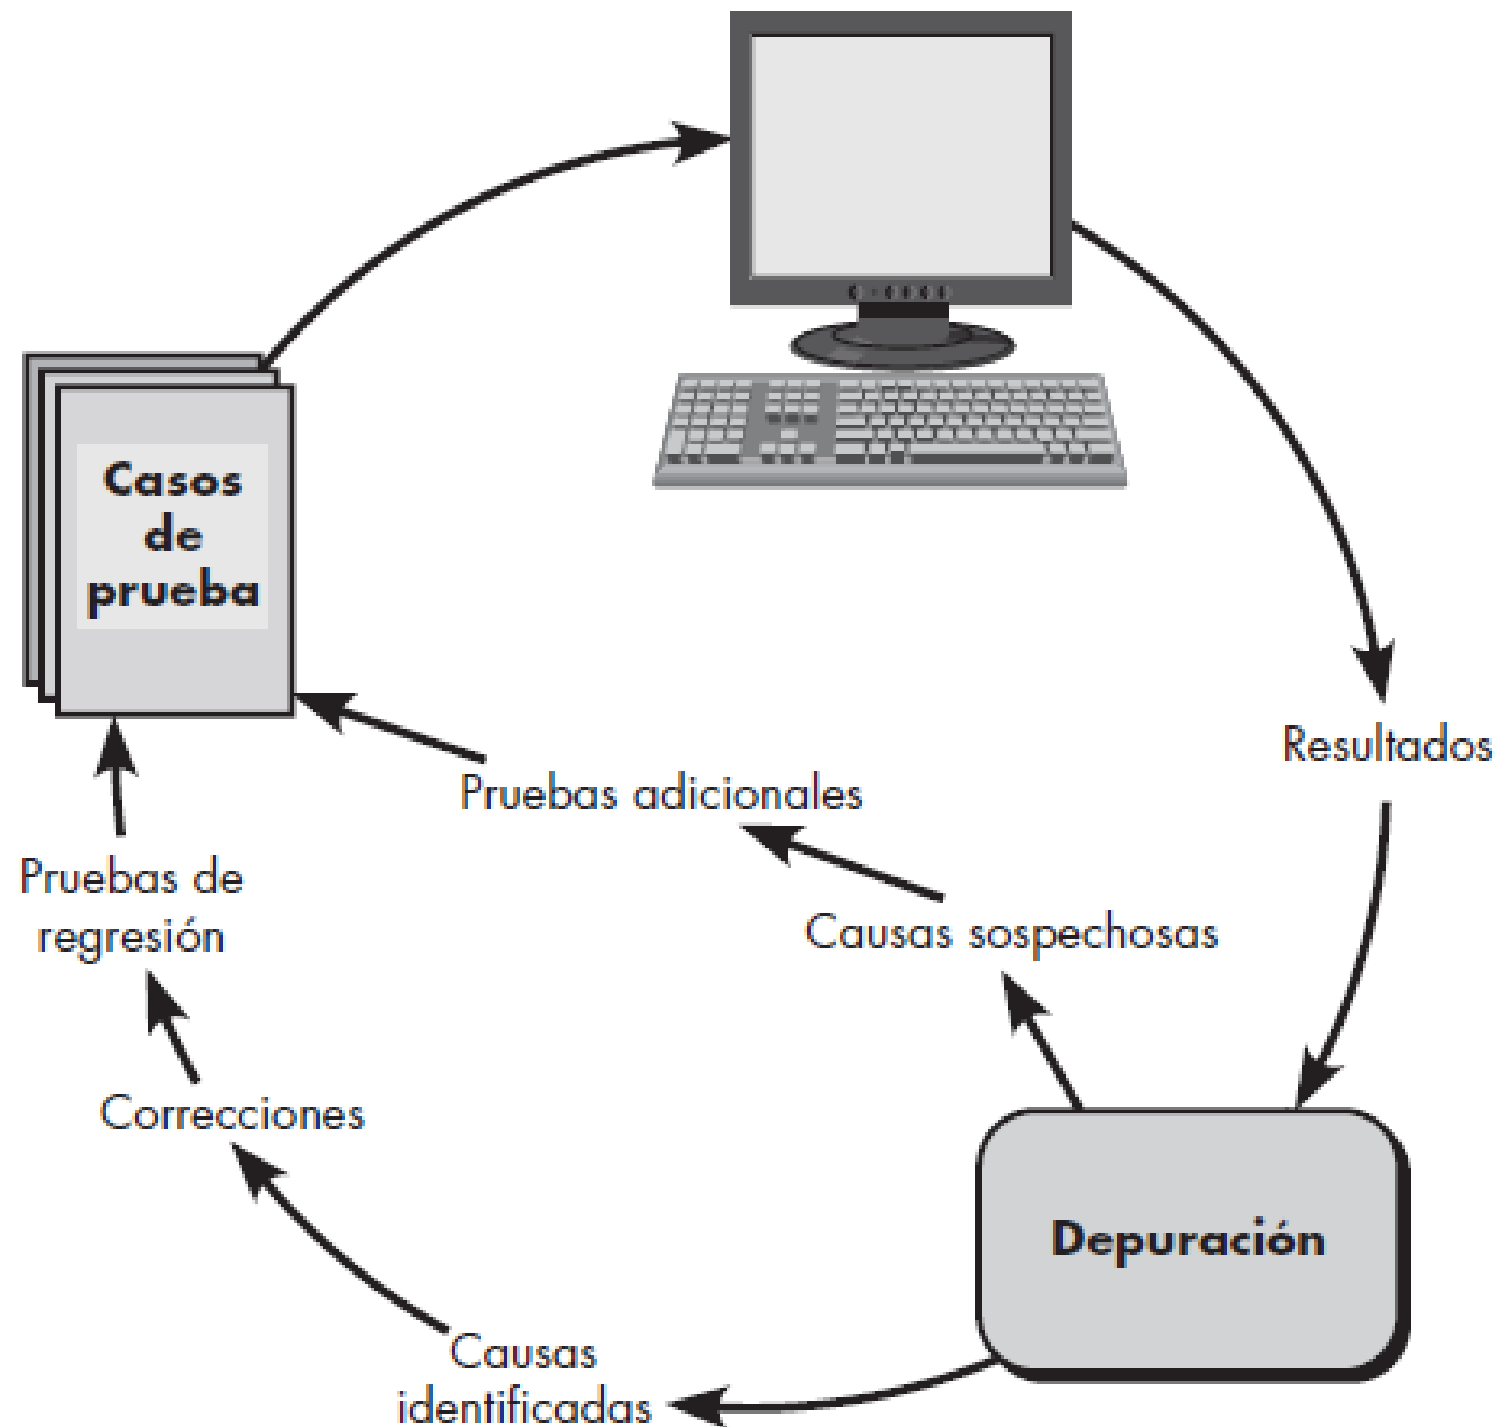 Casos
de
prueba
Resultados
Pruebas adicionales
Pruebas de
regresión
Causas sospechosas
Correcciones
Depuración
Causas
identificadas